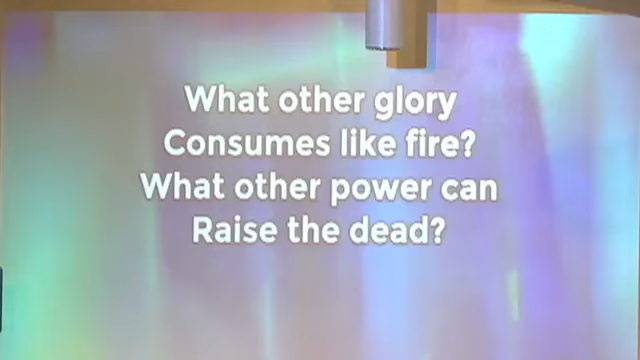 What other glory
Consumes like fire?
What other power can
Raise the dead?